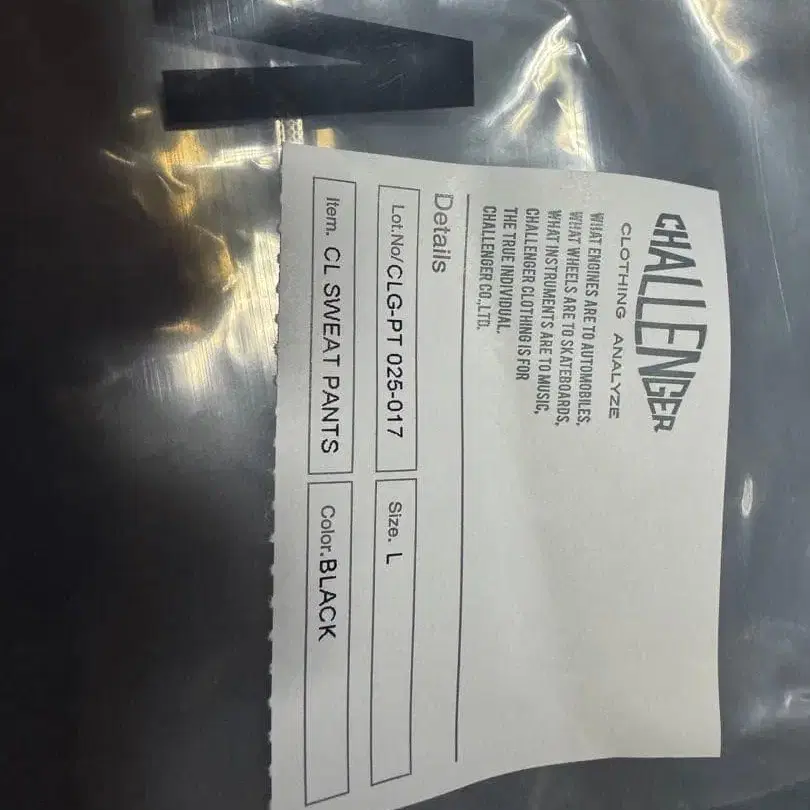 CHALLENGER
CLOTHING ANALYZE
WHAT ENGINES ARE TO AUTOMOBILES,
WHAT WHEELS ARE TO SKATEBOARDS,
WHAT INSTRUMENTS ARE TO MUSIC,
CHALLENGER CLOTHING IS FOR
THE TRUE INDIVIDUAL.
CHALLENGER CO.,LTD.
Details
Lot.No/CLG-PT 025-017
Size. L
Item. CL SWEAT PANTS
Color.BLACK